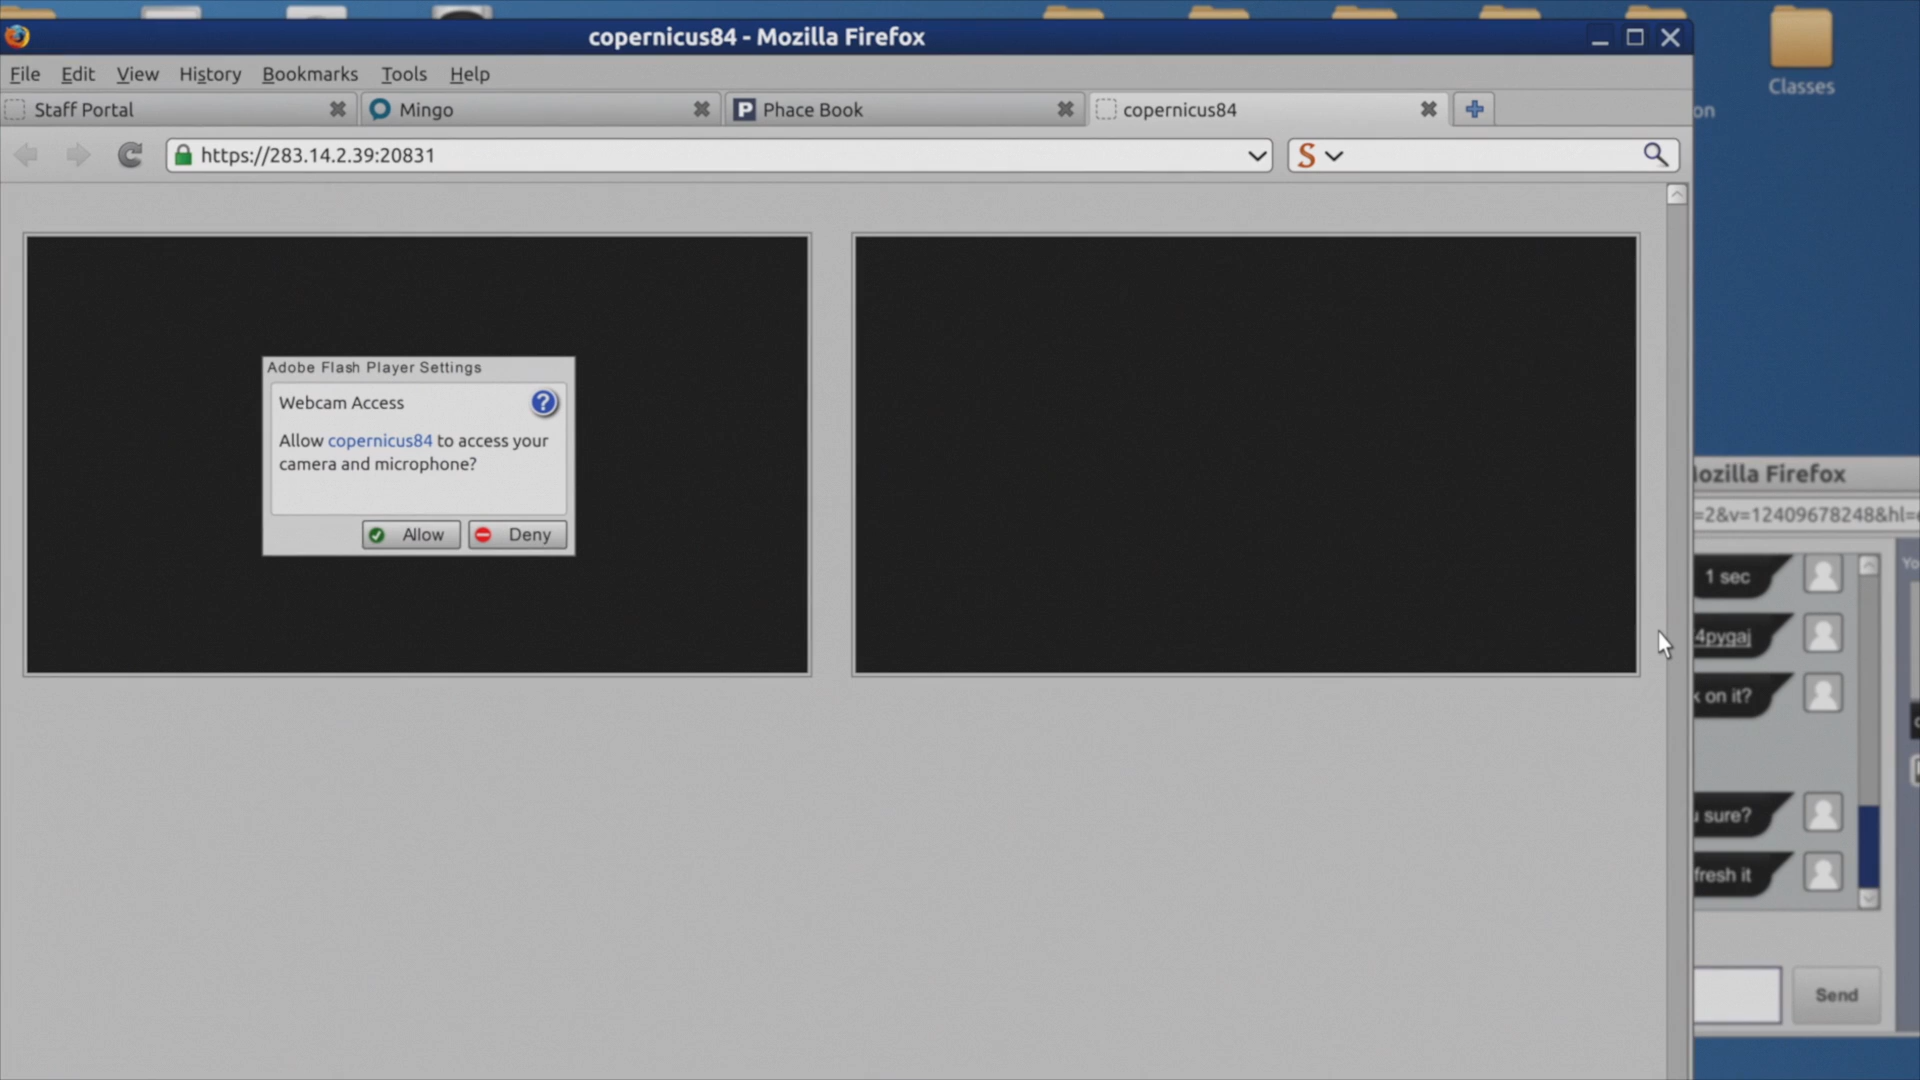 copernicus84 - Mozilla Firefox
File Edit View History Bookmarks Tools Help
Staff Portal
Mingo
P Phace Book
copernicus84
https://283.14.2.39:20831
S
Classes
on
Adobe Flash Player Settings
Webcam Access
?
Allow copernicus84 to access your
camera and microphone?
Allow
Deny
ozilla Firefox
=2&v=12409678248&hl=
1 sec
4pygaj
k on it?
u sure?
fresh it
Send
Yo